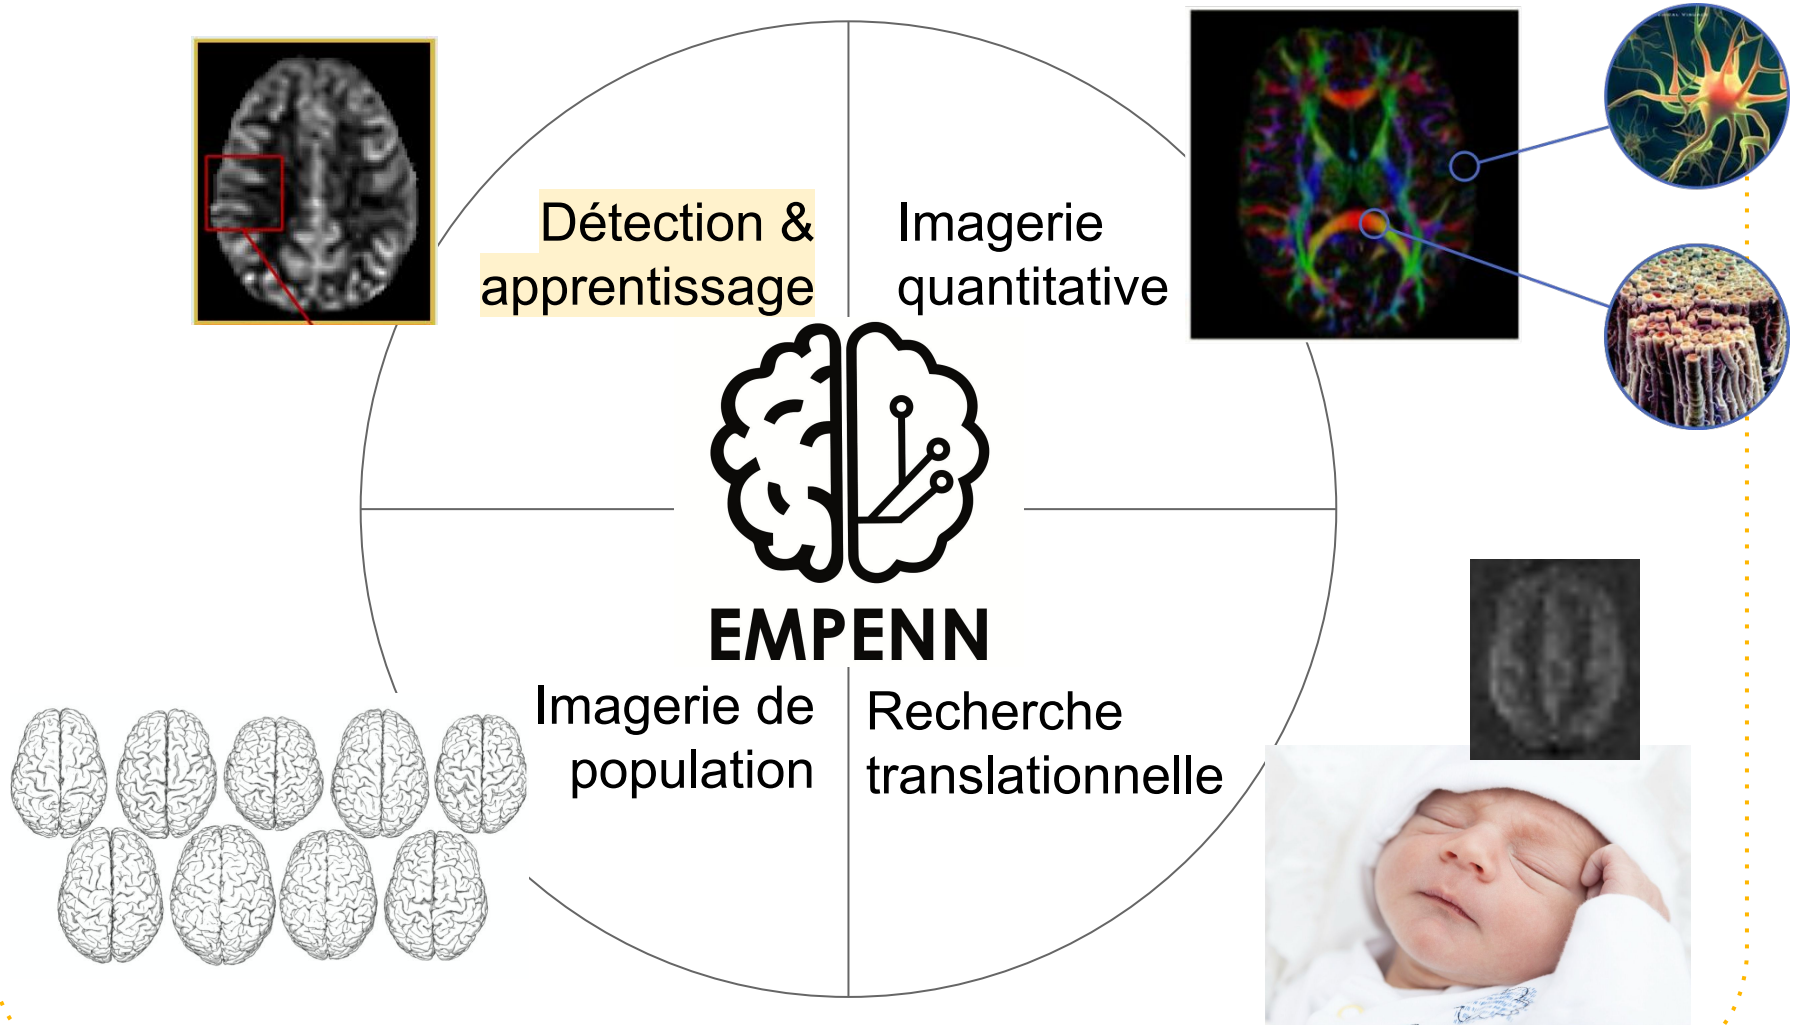 Détection &
apprentissage
Imagerie
quantitative
EMPENN
Imagerie de
population
Recherche
translationnelle